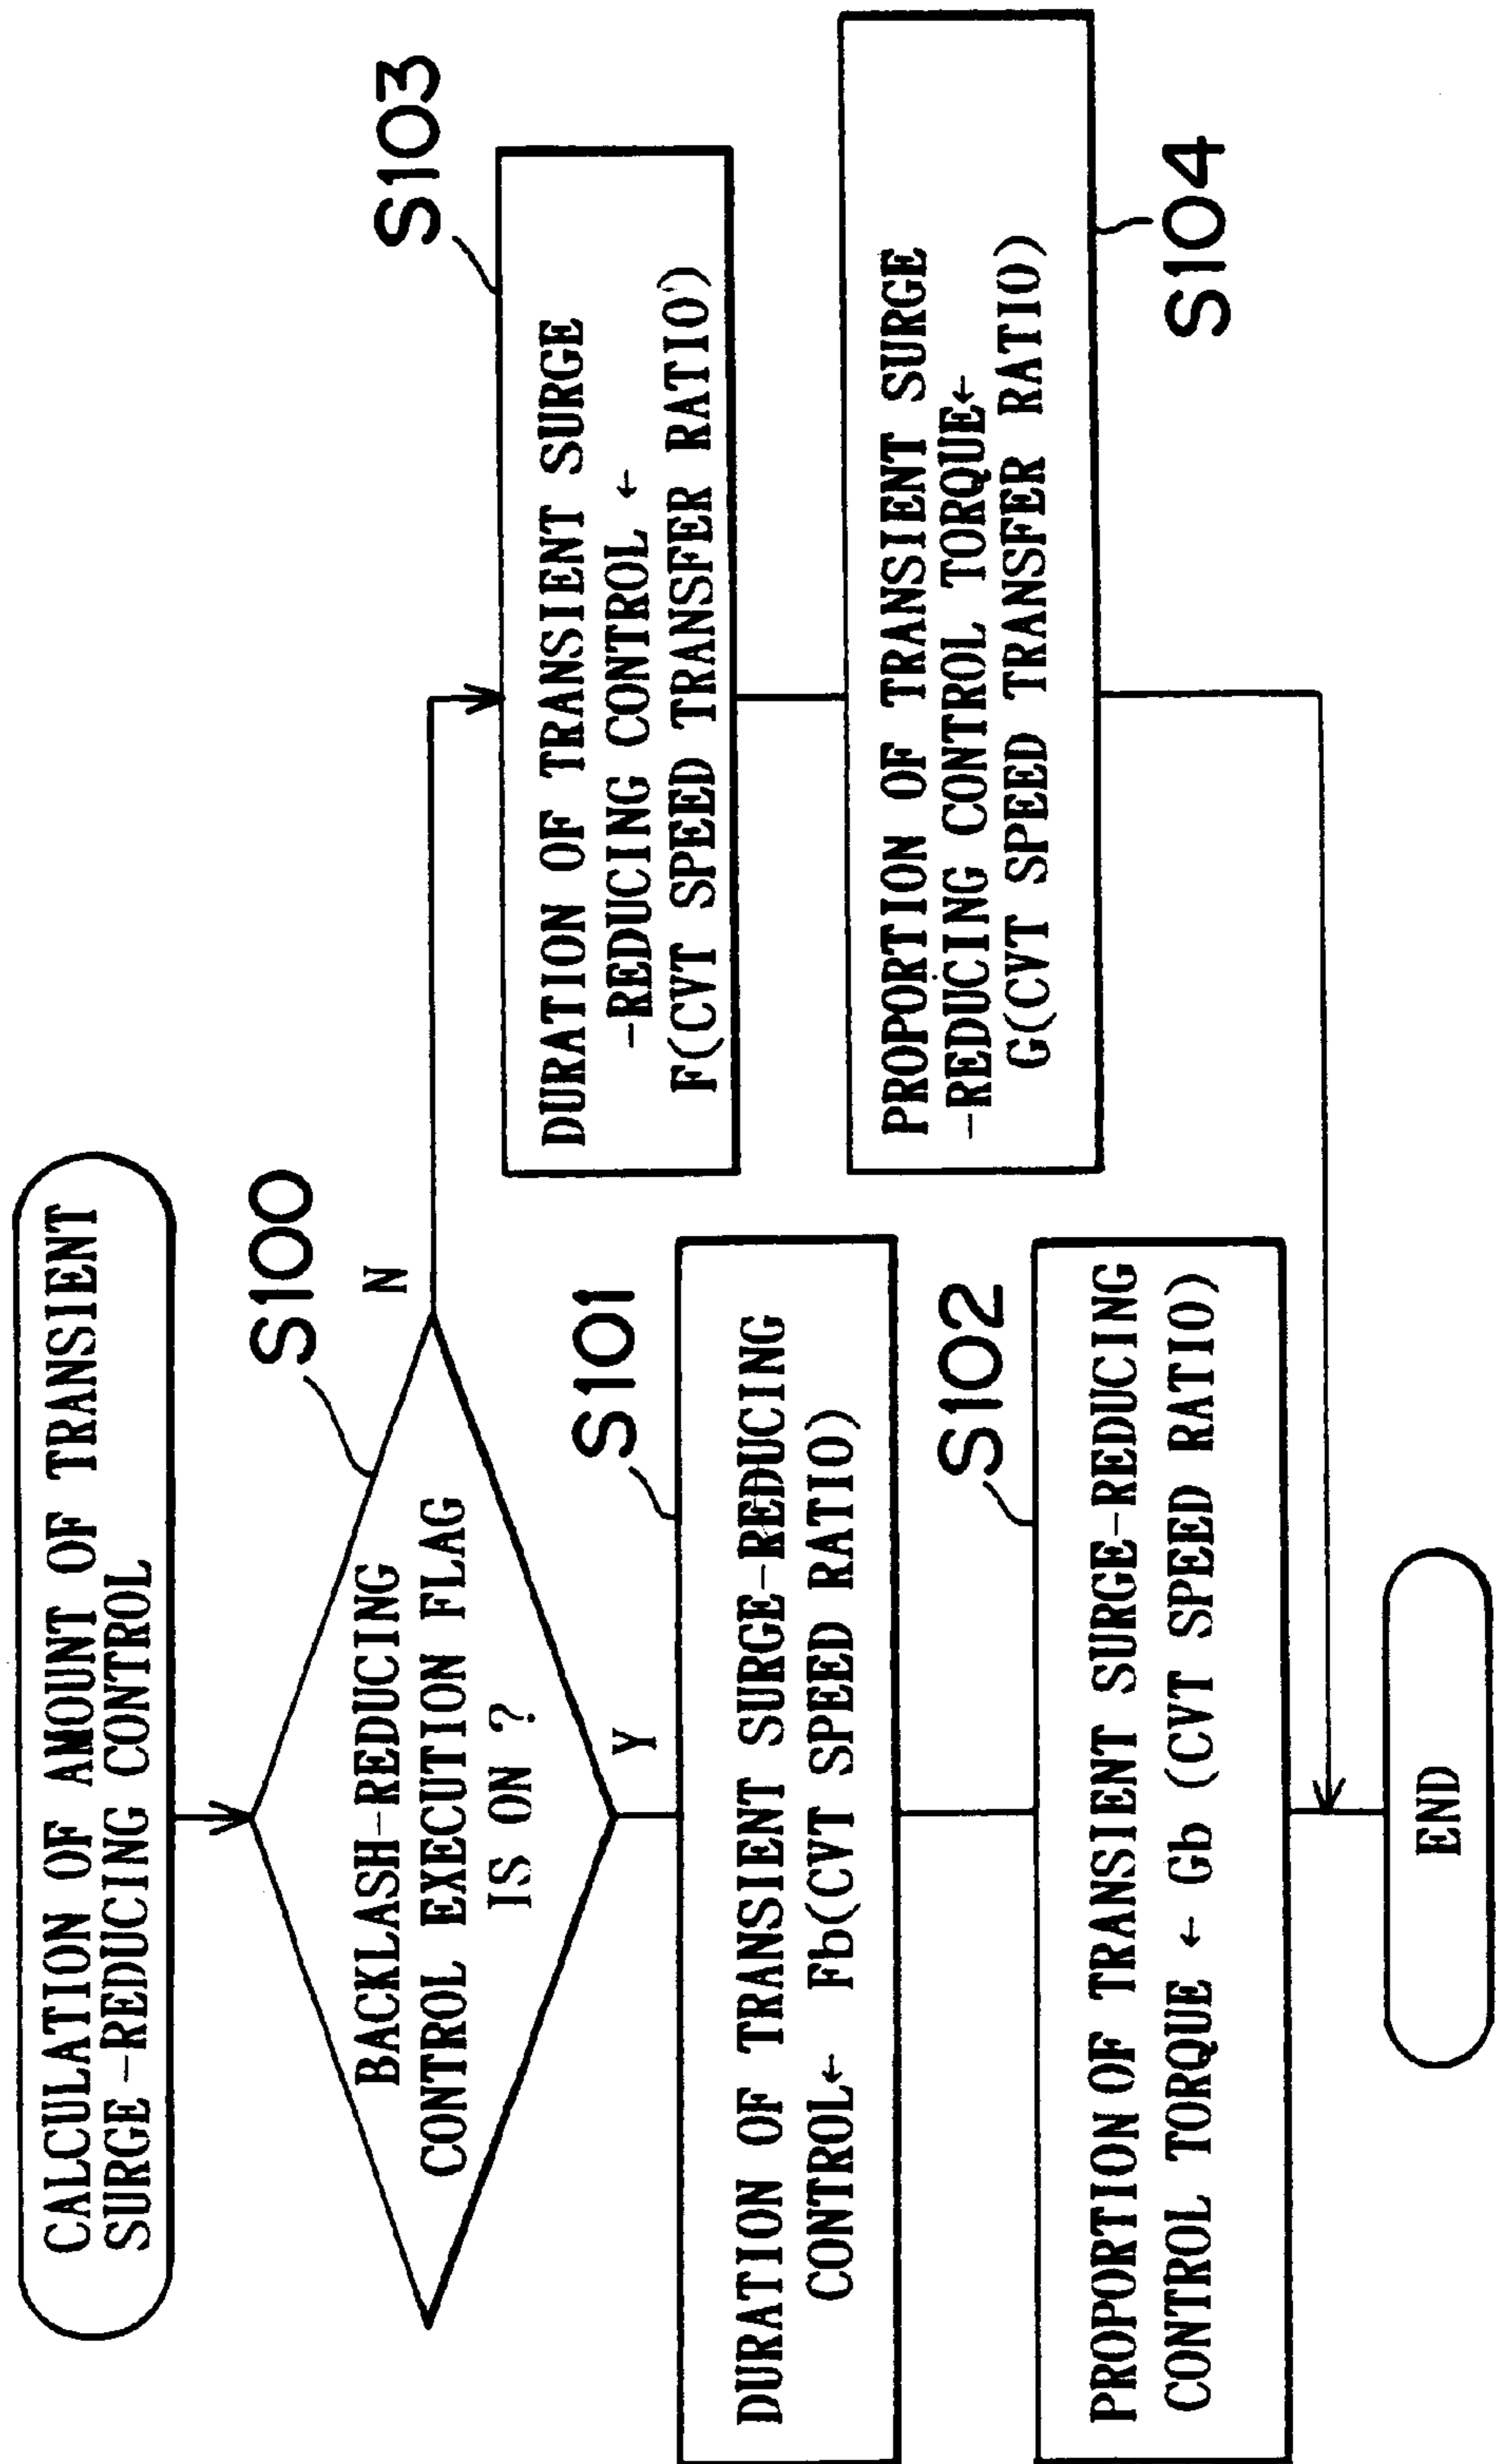 CALCULATION OF AMOUNT OF TRANSIENT
SURGE-REDUCING CONTROL
S100
BACKLASH-REDUCING
CONTROL EXECUTION FLAG
IS ON ?
N
Y
S101
DURATION OF TRANSIENT SURGE-REDUCING
CONTROL← Fb(CVT SPEED RATIO)
S102
PROPORTION OF TRANSIENT SURGE-REDUCING
CONTROL TORQUE ← Gb (CVT SPEED RATIO)
S103
DURATION OF TRANSIENT SURGE
-REDUCING CONTROL ←
F(CVT SPEED TRANSFER RATIO)
PROPORTION OF TRANSIENT SURGE
-REDUCING CONTROL TORQUE←
G(CVT SPEED TRANSFER RATIO)
S104
END